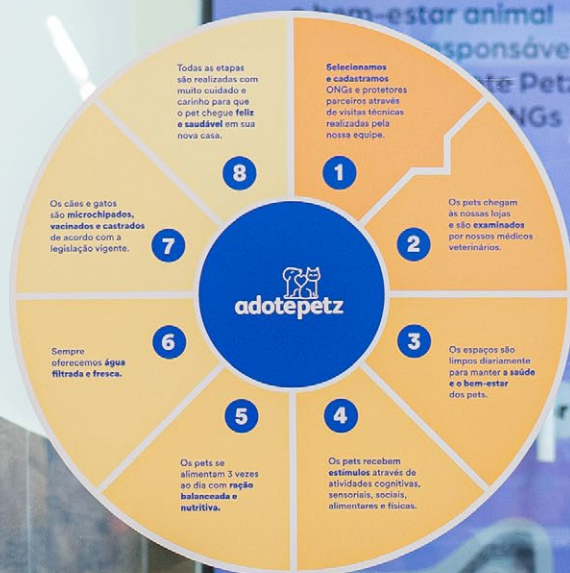 bem-estar animal
Petz
NGs
Selecionamos
e cadastramos
ONGs e protetores
parceiros através
de visitas técnicas
realizadas pela
nossa equipe.
1
Os pets chegam
às nossas lojas
e são examinados
por nossos médicos
veterinários.
2
3
Os espaços são
limpos diariamente
para manter a saúde
e o bem-estar
dos pets.
4
Os pets recebem
estímulos através de
atividades cognitivas,
sensoriais, sociais,
alimentares e físicas.
5
Os pets se
alimentam 3 vezes
ao dia com ração
balanceada e
nutritiva.
6
Sempre
oferecemos água
filtrada e fresca.
Os cães e gatos
são microchipados,
vacinados e castrados
de acordo com a
legislação vigente.
7
Todas as etapas
são realizadas com
muito cuidado e
carinho para que
o pet chegue feliz
e saudável em sua
nova casa.
8
adotepetz